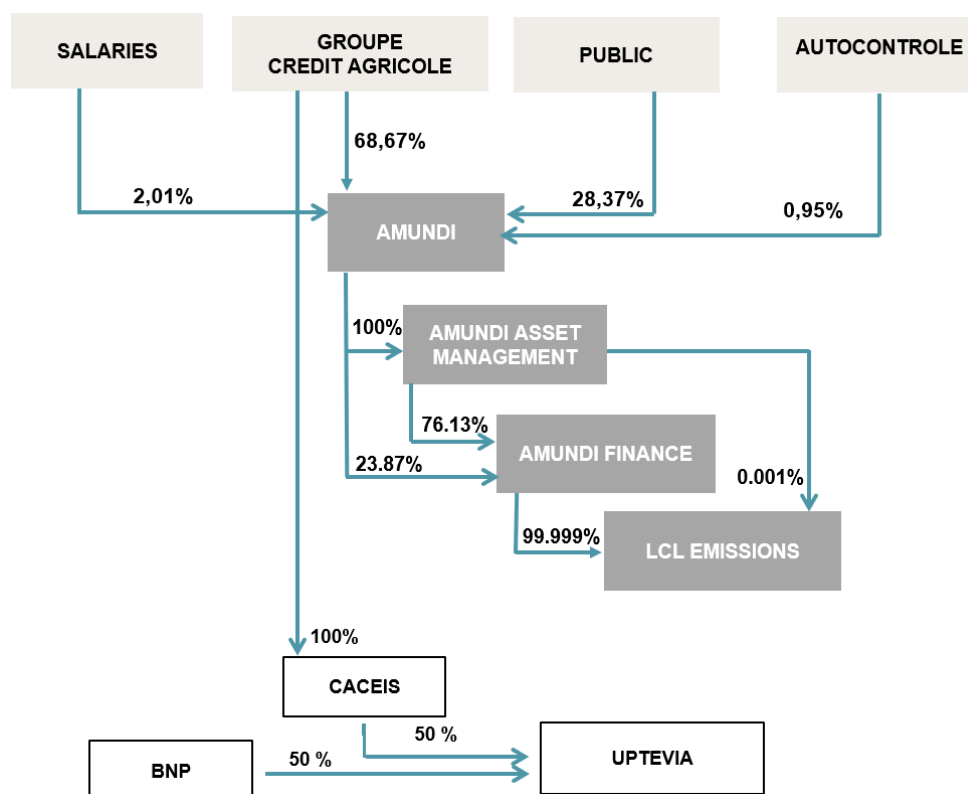 SALARIES
GROUPE
CREDIT AGRICOLE
PUBLIC
AUTOCONTROLE
68,67%
2,01%
28,37%
0,95%
AMUNDI
100%
AMUNDI ASSET
MANAGEMENT
76.13%
23.87%
AMUNDI FINANCE
0.001%
99.999%
LCL EMISSIONS
100%
CACEIS
50 %
50 %
BNP
UPTEVIA